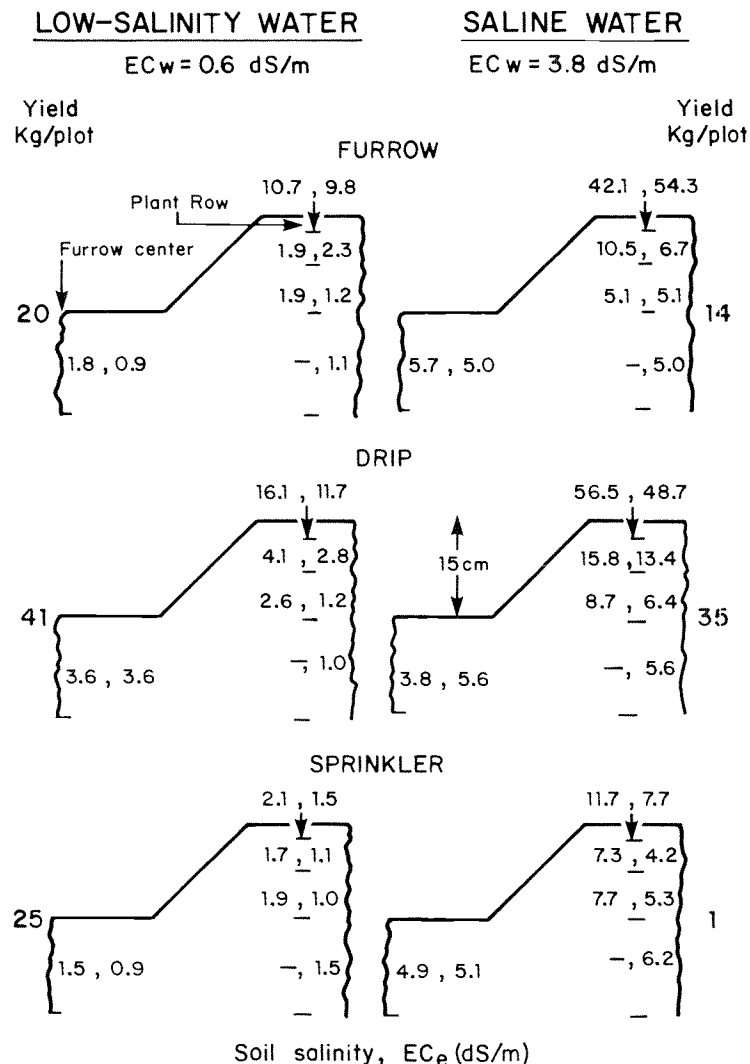 LOW-SALINITY WATER
SALINE WATER
ECw = 0.6 dS/m
ECw = 3.8 dS/m
Yield
Kg/plot
Yield
Kg/plot
FURROW
10.7 , 9.8
42.1 , 54.3
Plant Row
Furrow center
1.9 , 2.3
10.5 , 6.7
1.9 , 1.2
5.1 , 5.1
20
14
1.8 , 0.9
–, 1.1
5.7 , 5.0
–, 5.0
DRIP
16.1 , 11.7
56.5 , 48.7
4.1 , 2.8
15cm
15.8 , 13.4
2.6 , 1.2
8.7 , 6.4
41
35
3.6 , 3.6
–, 1.0
3.8 , 5.6
–, 5.6
SPRINKLER
2.1 , 1.5
11.7 , 7.7
1.7 , 1.1
7.3 , 4.2
1.9 , 1.0
7.7 , 5.3
25
1
1.5 , 0.9
–, 1.5
4.9 , 5.1
–, 6.2
Soil salinity, ECe (dS/m)